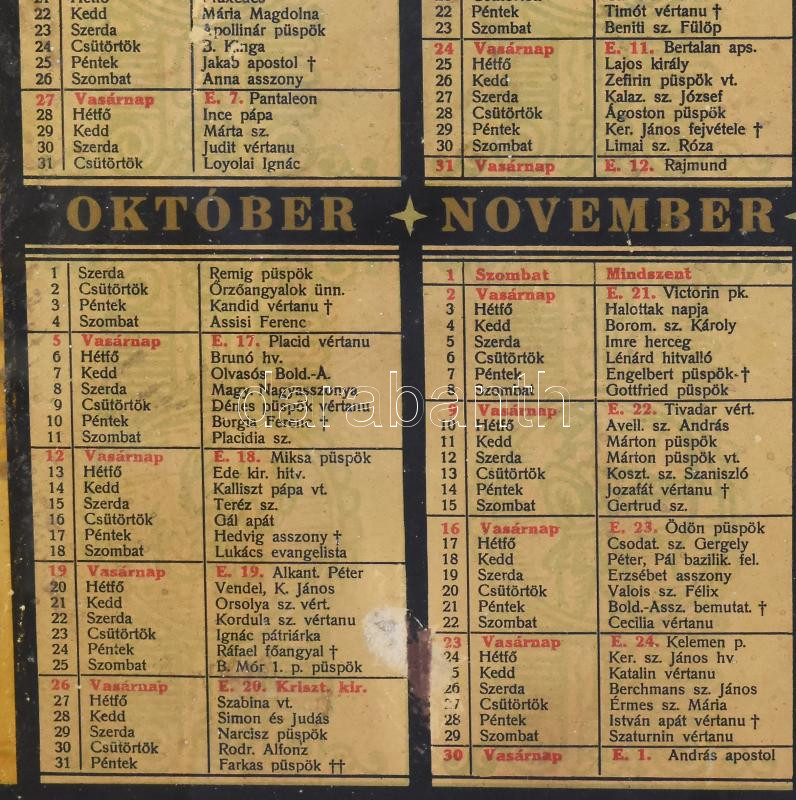 22 Kedd Mária Magdolna
23 Szerda Apollinár püspök
24 Csütörtök B. Kinga
25 Péntek Jakab apostol †
26 Szombat Anna asszony
27 Vasárnap E. 7. Pantaleon
28 Hétfő Ince pápa
29 Kedd Márta sz.
30 Szerda Judit vértanu
31 Csütörtök Loyolai Ignác
22 Péntek Timót vértanu †
23 Szombat Beniti sz. Fülöp
24 Vasárnap E. 11. Bertalan aps.
25 Hétfő Lajos király
26 Kedd Zefirin püspök vt.
27 Szerda Kalaz. sz. József
28 Csütörtök Ágoston püspök
29 Péntek Ker. János fejvétele †
30 Szombat Limai sz. Róza
31 Vasárnap E. 12. Rajmund
OKTÓBER
1 Szerda Remig püspök
2 Csütörtök Őrzőangyalok ünn.
3 Péntek Kandid vértanu †
4 Szombat Assisi Ferenc
5 Vasárnap E. 17. Placid vértanu
6 Hétfő Brunó hv.
7 Kedd Olvasós Bold.-A.
8 Szerda Magy. Nagyasszonya
9 Csütörtök Dénes püspök vértanu
10 Péntek Borgia Ferenc †
11 Szombat Placidia sz.
12 Vasárnap E. 18. Miksa püspök
13 Hétfő Ede kir. hitv.
14 Kedd Kalliszt pápa vt.
15 Szerda Teréz sz.
16 Csütörtök Gál apát
17 Péntek Hedvig asszony †
18 Szombat Lukács evangelista
19 Vasárnap E. 19. Alkant. Péter
20 Hétfő Vendel, K. János
21 Kedd Orsolya sz. vért.
22 Szerda Kordula sz. vértanu
23 Csütörtök Ignác pátriárka
24 Péntek Ráfael főangyal †
25 Szombat B. Mór 1. p. püspök
26 Vasárnap E. 20. Kriszt. kir.
27 Hétfő Szabina vt.
28 Kedd Simon és Judás
29 Szerda Narcisz püspök
30 Csütörtök Rodr. Alfonz
31 Péntek Farkas püspök ††
NOVEMBER
1 Szombat Mindszent
2 Vasárnap E. 21. Victorin pk.
3 Hétfő Halottak napja
4 Kedd Borom. sz. Károly
5 Szerda Imre herceg
6 Csütörtök Lénárd hitvalló
7 Péntek Engelbert püspök †
8 Szombat Gottfried püspök
9 Vasárnap E. 22. Tivadar vért.
10 Hétfő Avell. sz. András
11 Kedd Márton püspök
12 Szerda Márton püspök vt.
13 Csütörtök Koszt. sz. Szaniszló
14 Péntek Jozafát vértanu †
15 Szombat Gertrud sz.
16 Vasárnap E. 23. Ödön püspök
17 Hétfő Csodat. sz. Gergely
18 Kedd Péter, Pál bazilik. fel.
19 Szerda Erzsébet asszony
20 Csütörtök Valois sz. Félix
21 Péntek Bold.-Assz. bemutat. †
22 Szombat Cecilia vértanu
23 Vasárnap E. 24. Kelemen p.
24 Hétfő Ker. sz. János hv
5 Kedd Katalin vértanu
26 Szerda Berchmans sz. János
27 Csütörtök Érmes sz. Mária
28 Péntek István apát vértanu †
29 Szombat Szaturnin vértanu
30 Vasárnap E. 1. András apostol
darabanth